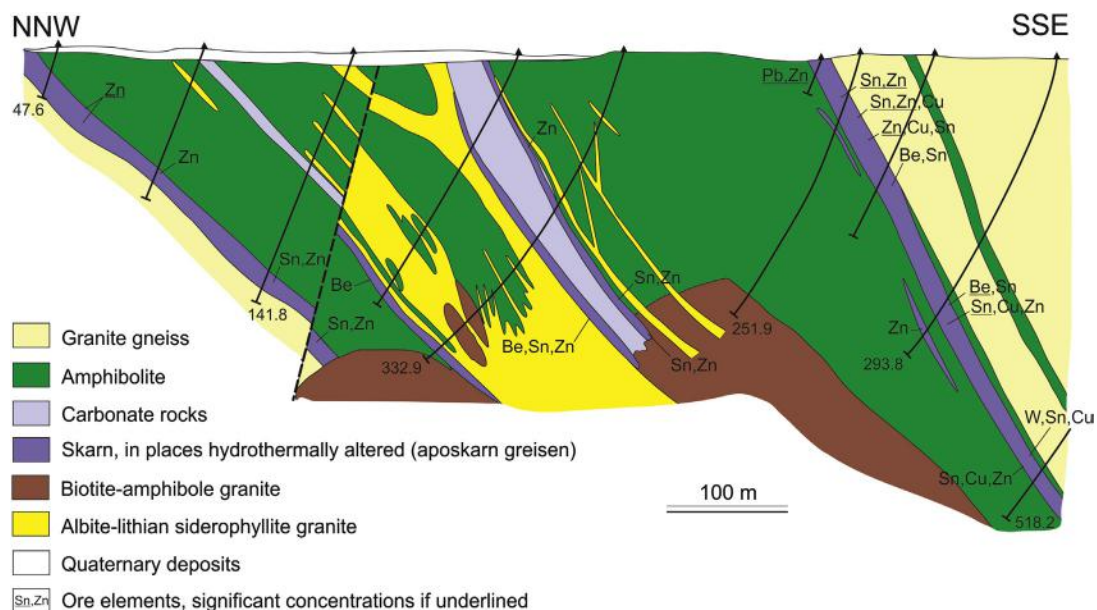 NNW
SSE
Zn
47.6
Zn
Zn
Pb,Zn
Sn,Zn
Sn,Zn,Cu
Zn,Cu,Sn
Be,Sn
Sn,Zn
141.8
Be
Sn,Zn
332.9
Be,Sn,Zn
Sn,Zn
Sn,Zn
251.9
Zn
293.8
Be,Sn
Sn,Cu,Zn
W,Sn,Cu
Sn,Cu,Zn
518.2
Granite gneiss
Amphibolite
Carbonate rocks
Skarn, in places hydrothermally altered (aposkarn greisen)
Biotite-amphibole granite
Albite-lithian siderophyllite granite
Quaternary deposits
Sn,Zn Ore elements, significant concentrations if underlined
100 m